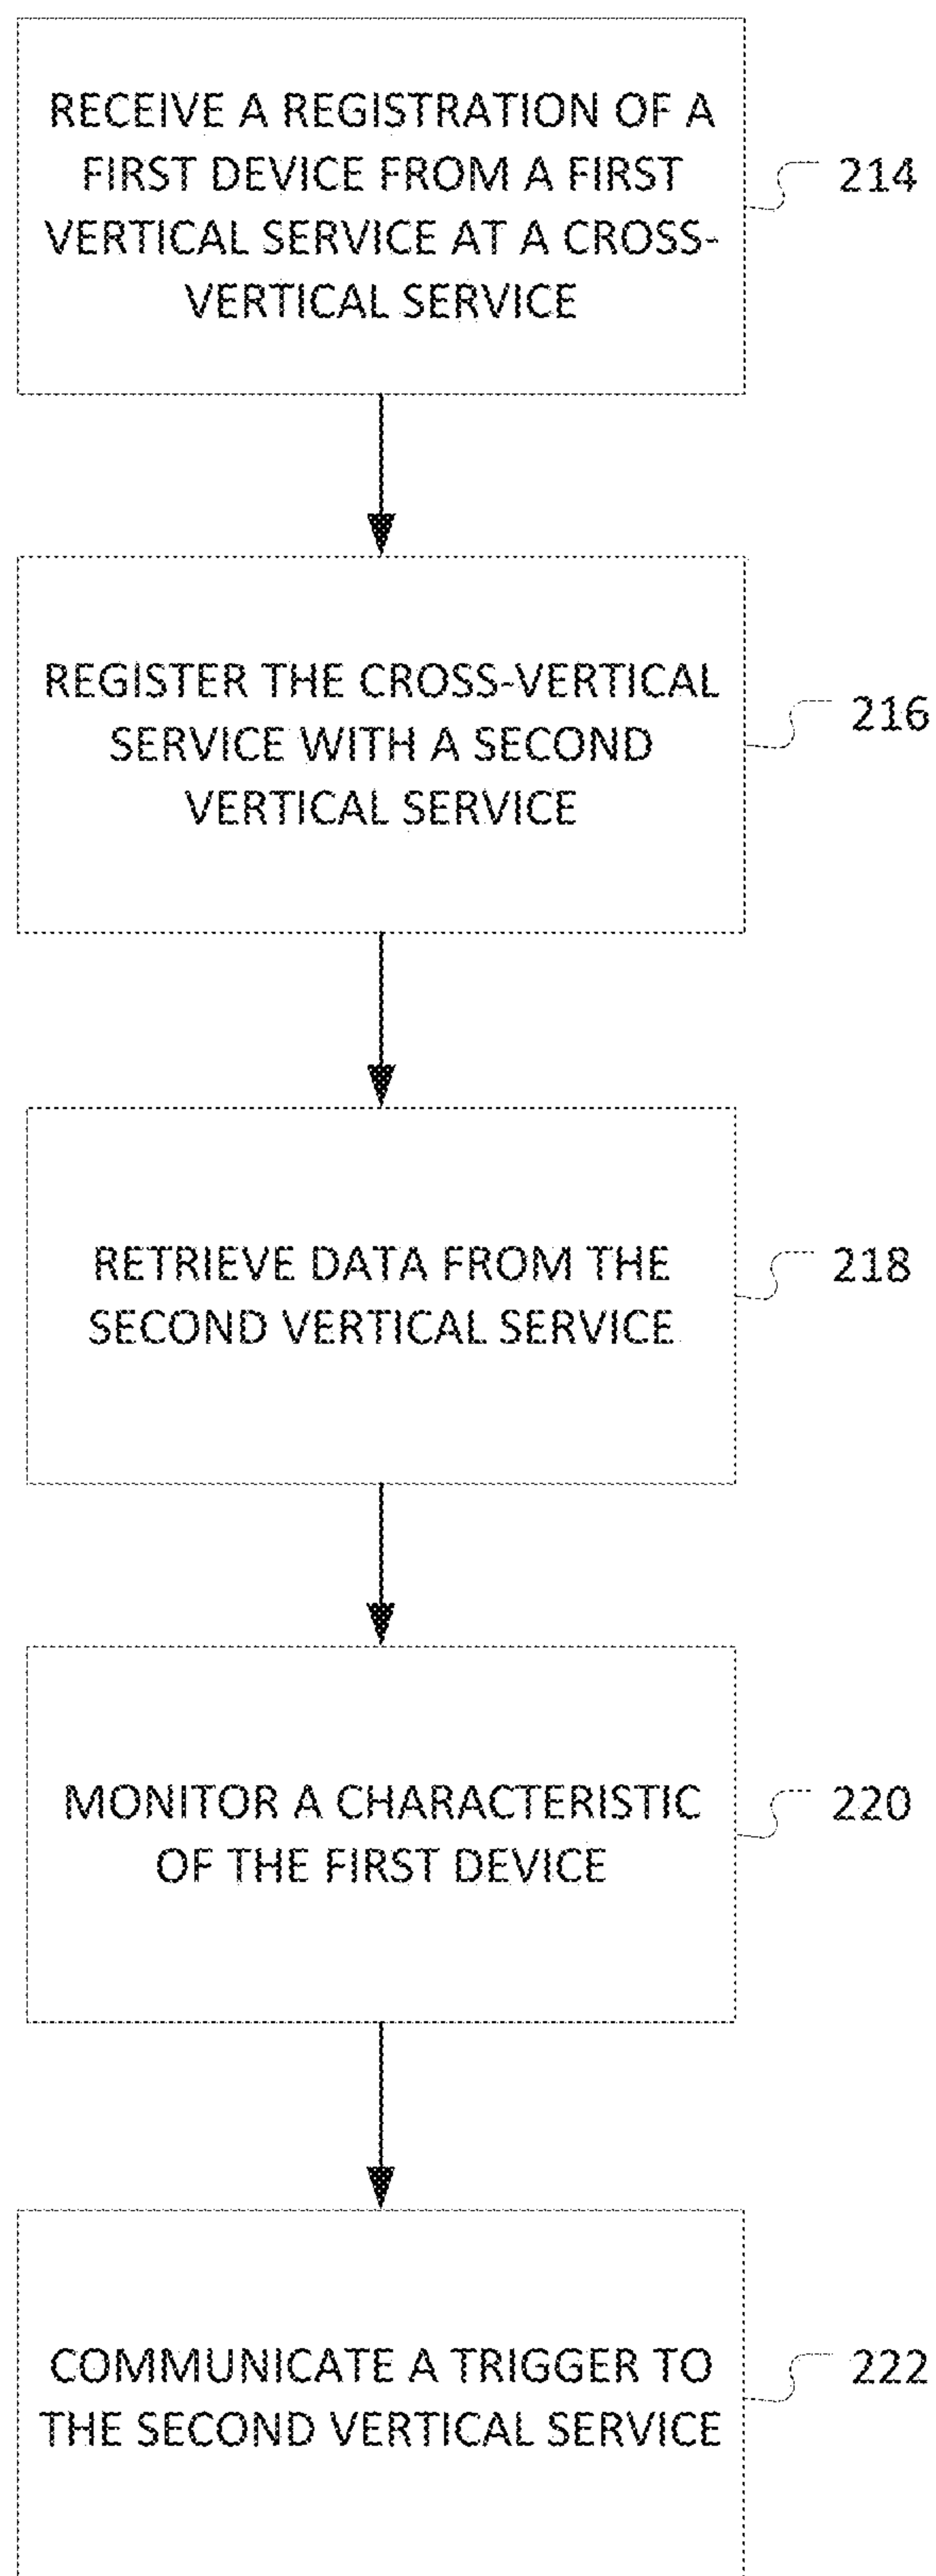 RECEIVE A REGISTRATION OF A
FIRST DEVICE FROM A FIRST
VERTICAL SERVICE AT A CROSS-
VERTICAL SERVICE
214
REGISTER THE CROSS-VERTICAL
SERVICE WITH A SECOND
VERTICAL SERVICE
216
RETRIEVE DATA FROM THE
SECOND VERTICAL SERVICE
218
MONITOR A CHARACTERISTIC
OF THE FIRST DEVICE
220
COMMUNICATE A TRIGGER TO
THE SECOND VERTICAL SERVICE
222